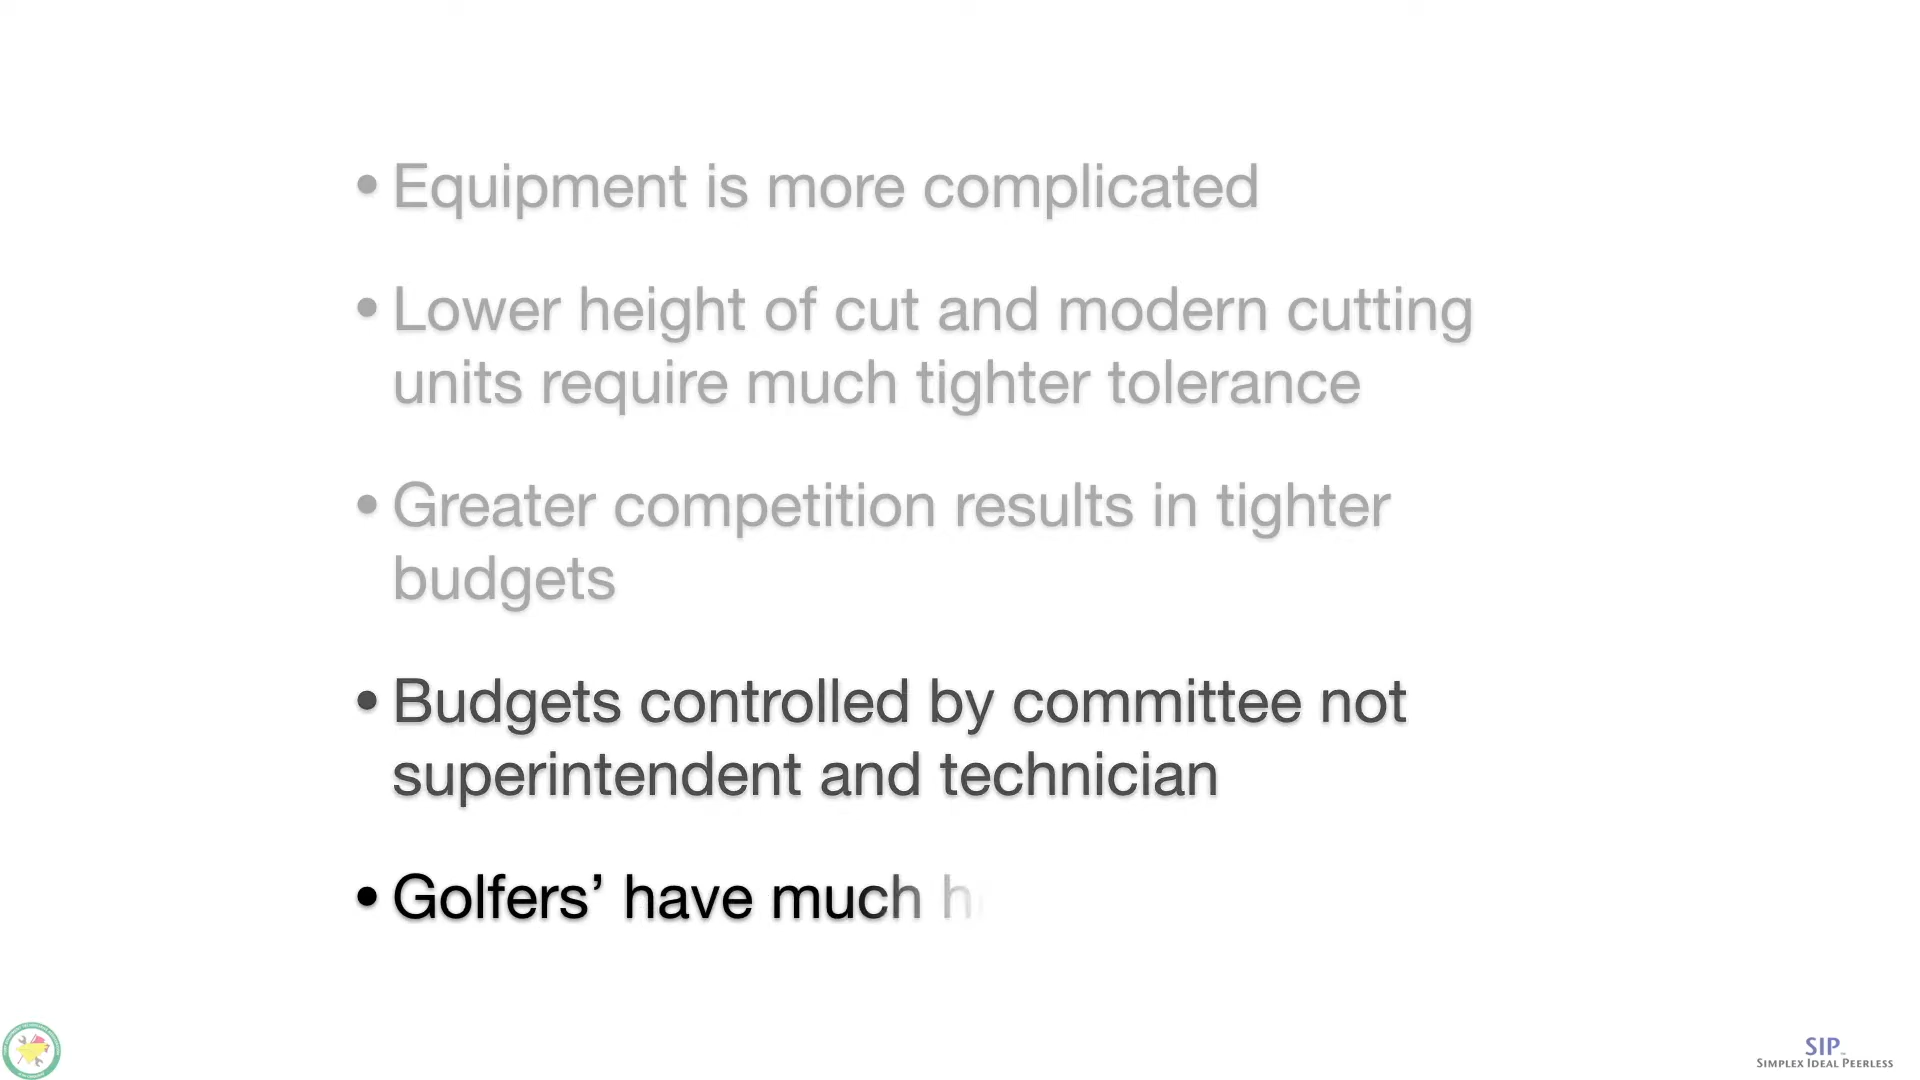 • Equipment is more complicated
• Lower height of cut and modern cutting
units require much tighter tolerance
• Greater competition results in tighter
budgets
• Budgets controlled by committee not
superintendent and technician
• Golfers’ have much
SIP™
SIMPLEX IDEAL PEERLESS